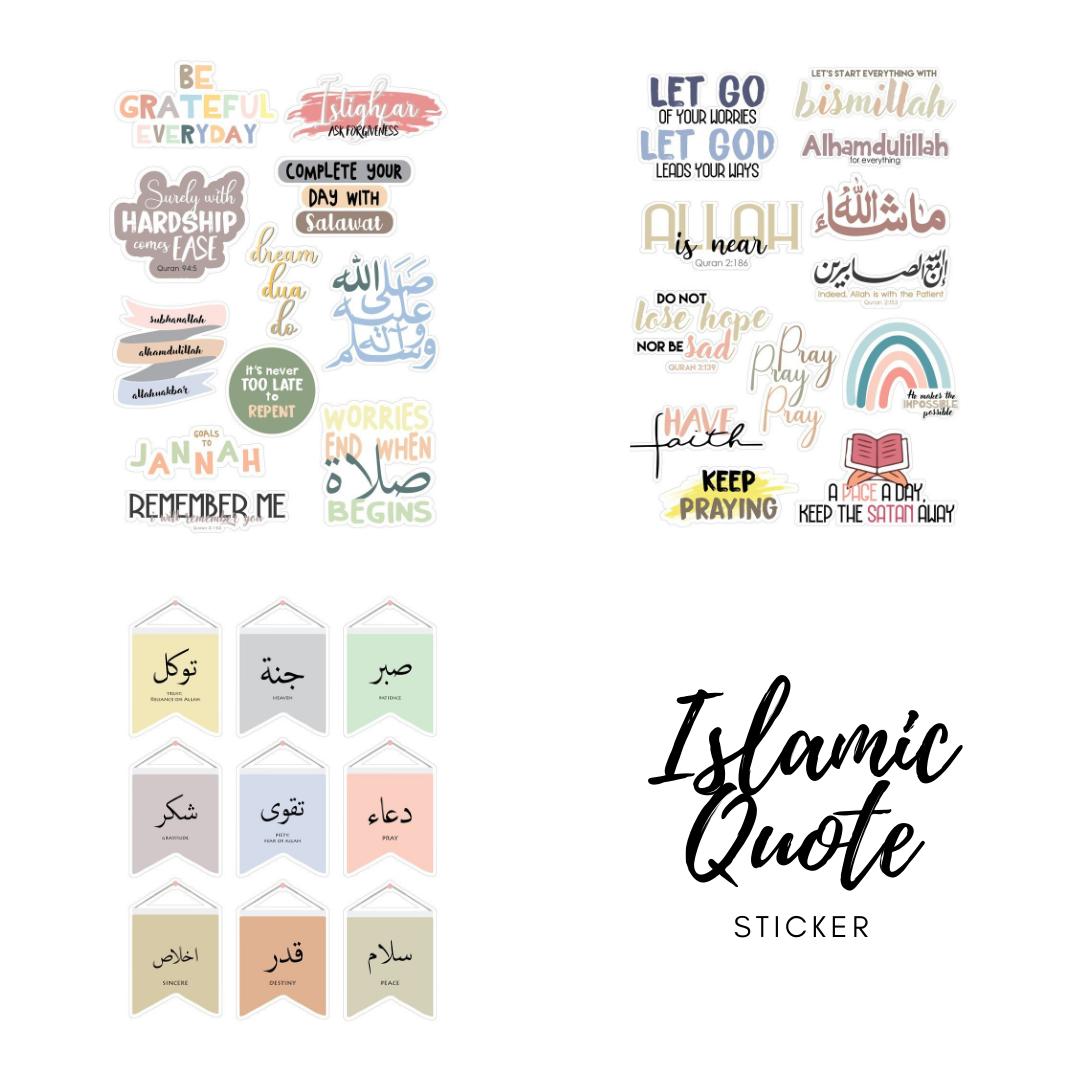 BE
GRATEFUL
EVERYDAY
Istighfar
ASK FORGIVENESS
Surely with
HARDSHIP
comes EASE
Quran 94:5
COMPLETE YOUR
DAY WITH
Salawat
dream
dua
do
صلى الله
عليه
وسلم
subhanallah
alhamdulillah
allahuakbar
it's never
TOO LATE
to
REPENT
GOALS
TO
JANNAH
WORRIES
END WHEN
صلاة
BEGINS
REMEMBER ME
i will remember you
LET GO
OF YOUR WORRIES
LET GOD
LEADS YOUR WAYS
LET'S START EVERYTHING WITH
bismillah
Alhamdulillah
for everything
ALLAH
is near
Quran 2:186
ماشاء الله
إن الله مع الصابرين
Indeed, Allah is with the Patient
Quran 2:153
DO NOT
lose hope
NOR BE sad
QURAN 3:139
Pray
Pray
Pray
He makes the
IMPOSSIBLE
possible
HAVE
faith
KEEP
PRAYING
A PAGE A DAY,
KEEP THE SATAN AWAY
توكل
TRUST,
RELIANCE ON ALLAH
جنة
HEAVEN
صبر
PATIENCE
شكر
GRATITUDE
تقوى
PIETY,
FEAR OF ALLAH
دعاء
PRAY
اخلاص
SINCERE
قدر
DESTINY
سلام
PEACE
Islamic
Quote
STICKER